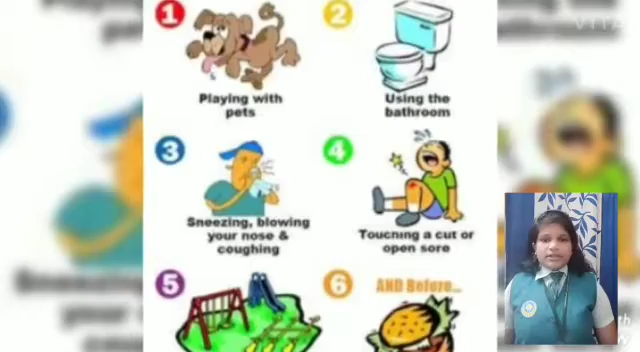 1
2
Playing with
pets
Using the
bathroom
3
4
Sneezing, blowing
your nose &
coughing
Touching a cut or
open sore
5
6
AND Before...